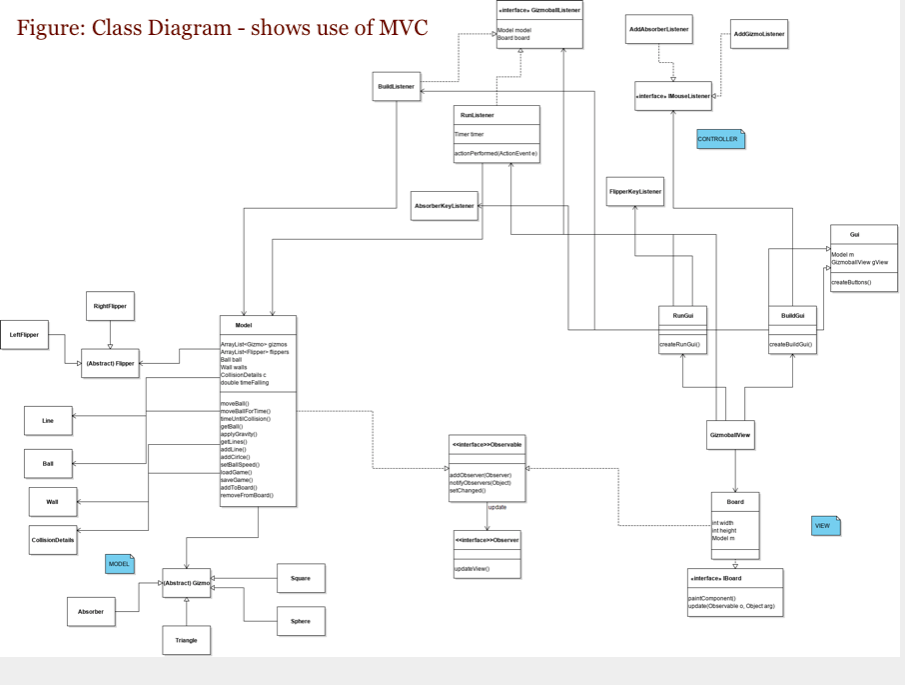 Figure: Class Diagram - shows use of MVC
«interface» GizmoballListener
Model model
Board board
AddAbsorberListener
AddGizmoListener
BuildListener
«interface» IMouseListener
RunListener
Timer timer
actionPerformed(ActionEvent e)
CONTROLLER
AbsorberKeyListener
FlipperKeyListener
Gui
Model m
GizmoballView gView
createButtons()
RightFlipper
LeftFlipper
(Abstract) Flipper
Model
ArrayList<Gizmo> gizmos
ArrayList<Flipper> flippers
Ball ball
Wall walls
CollisionDetails c
double timeFalling
moveBall()
moveBallForTime()
timeUntilCollision()
getBall()
applyGravity()
getLines()
addLine()
addCirlce()
setBallSpeed()
loadGame()
saveGame()
addToBoard()
removeFromBoard()
RunGui
createRunGui()
BuildGui
createBuildGui()
Line
Ball
Wall
CollisionDetails
GizmoballView
<<interface>>Observable
addObserver(Observer)
notifyObservers(Object)
setChanged()
update
<<interface>>Observer
updateView()
Board
int width
int height
Model m
VIEW
«interface» IBoard
paintComponent()
update(Observable o, Object arg)
MODEL
(Abstract) Gizmo
Square
Absorber
Sphere
Triangle